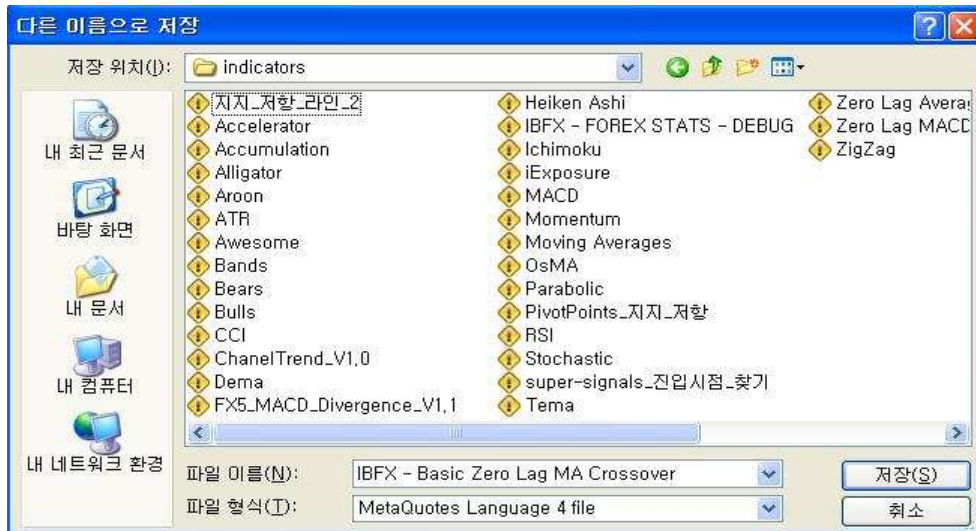 다른 이름으로 저장
저장 위치(I):
indicators
내 최근 문서
바탕 화면
내 문서
내 컴퓨터
내 네트워크 환경
지지_저항_라인_2
Accelerator
Accumulation
Alligator
Aroon
ATR
Awesome
Bands
Bears
Bulls
CCI
ChanelTrend_V1,0
Dema
FX5_MACD_Divergence_V1,1
Heiken Ashi
IBFX - FOREX STATS - DEBUG
Ichimoku
iExposure
MACD
Momentum
Moving Averages
OsMA
Parabolic
PivotPoints_지지_저항
RSI
Stochastic
super-signals_진입시점_찾기
Tema
Zero Lag Avera
Zero Lag MACD
ZigZag
파일 이름(N):
IBFX - Basic Zero Lag MA Crossover
저장(S)
파일 형식(T):
MetaQuotes Language 4 file
취소